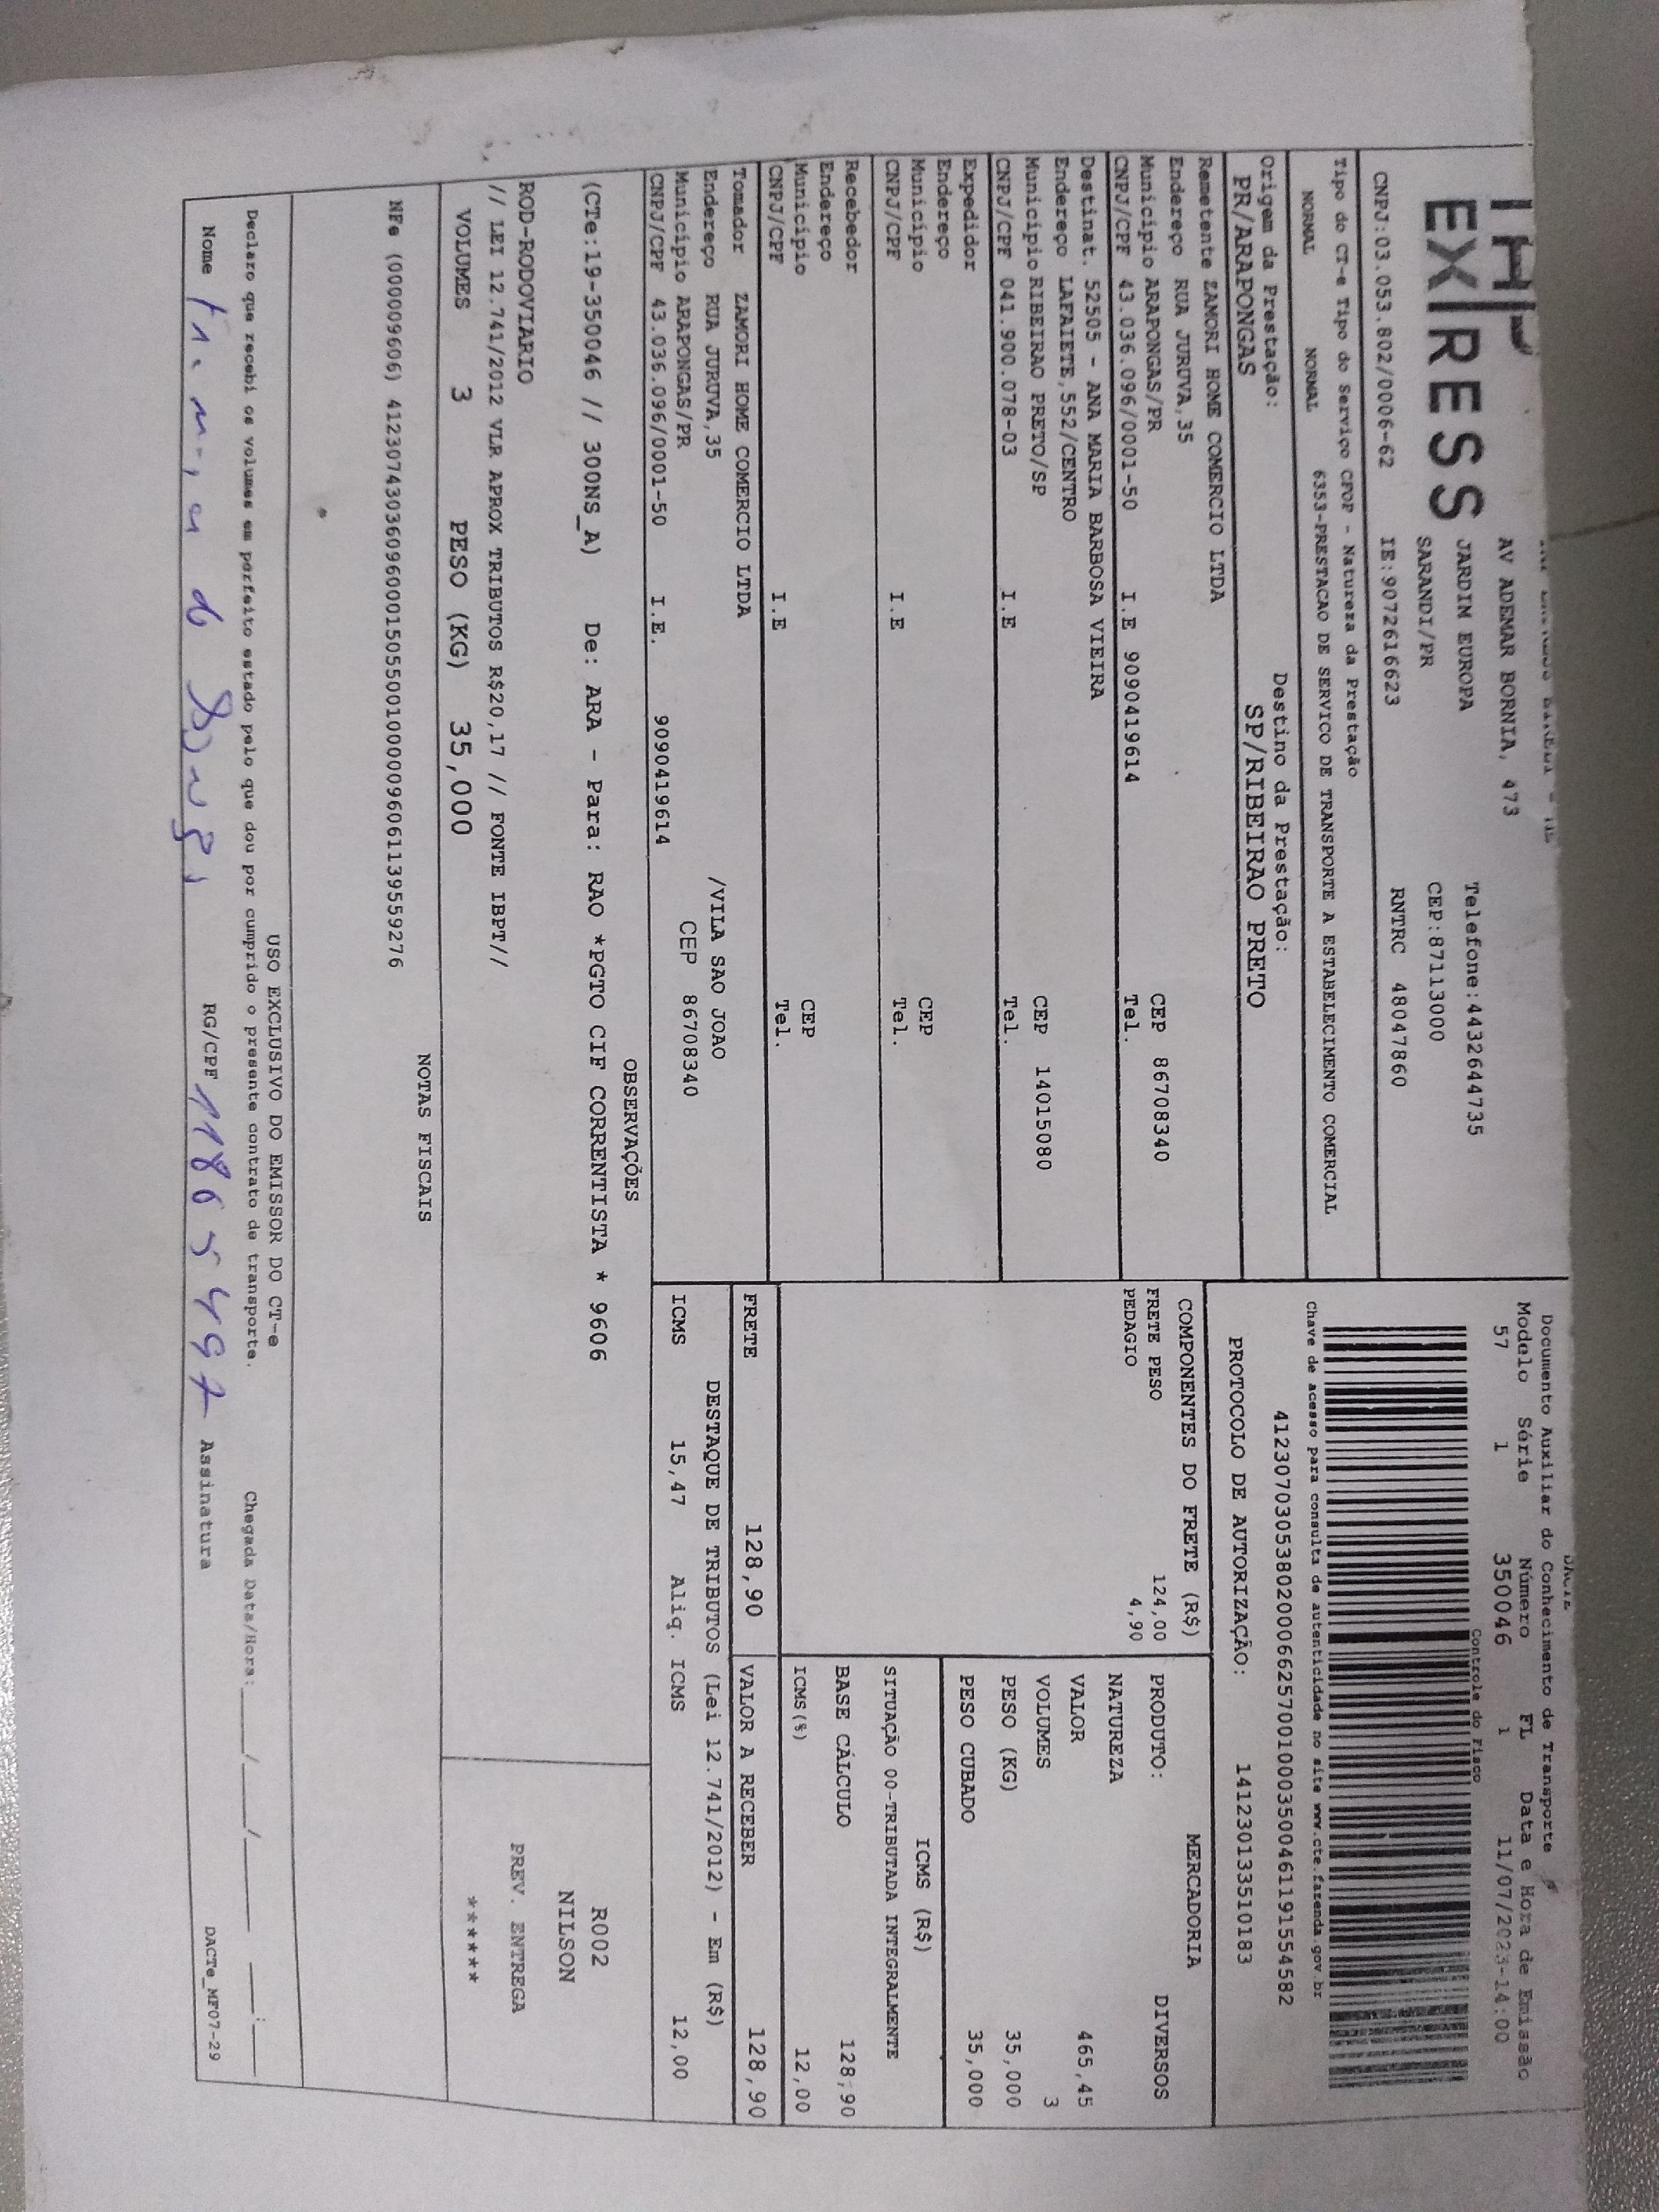 EXPRESS
AV ADEMAR BORNIA, 473
JARDIM EUROPA Telefone:4432644735
SARANDI/PR CEP:87113000
CNPJ:03.053.802/0006-62 IE:9072616623 RNTRC 48047860
Documento Auxiliar do Conhecimento de Transporte
Modelo Série Número FL Data e Hora de Emissão
57 1 350046 1 11/07/2023-14:00
Controle do Fisco
Chave de acesso para consulta de autenticidade no site www.cte.fazenda.gov.br
41230703053802000662570010003500461191554582
PROTOCOLO DE AUTORIZAÇÃO: 141230133510183
Tipo do CT-e Tipo do Serviço CFOP - Natureza da Prestação
NORMAL NORMAL 6353-PRESTACAO DE SERVICO DE TRANSPORTE A ESTABELECIMENTO COMERCIAL
Origem da Prestação: Destino da Prestação:
PR/ARAPONGAS SP/RIBEIRAO PRETO
Remetente ZAMORI HOME COMERCIO LTDA
Endereço RUA JURUVA,35
Município ARAPONGAS/PR CEP 86708340
CNPJ/CPF 43.036.096/0001-50 I.E 9090419614 Tel.
Destinat. 52505 - ANA MARIA BARBOSA VIEIRA
Endereço LAFAIETE,552/CENTRO
Município RIBEIRAO PRETO/SP CEP 14015080
CNPJ/CPF 041.900.078-03 I.E Tel.
Expedidor
Endereço
Município CEP
CNPJ/CPF I.E Tel.
Recebedor
Endereço
Município CEP
CNPJ/CPF I.E Tel.
Tomador ZAMORI HOME COMERCIO LTDA
Endereço RUA JURUVA,35 /VILA SAO JOAO
Município ARAPONGAS/PR CEP 86708340
CNPJ/CPF 43.036.096/0001-50 I.E. 9090419614
COMPONENTES DO FRETE (R$)
FRETE PESO 124,00
PEDAGIO 4,90
MERCADORIA
PRODUTO: DIVERSOS
NATUREZA
VALOR 465,45
VOLUMES 3
PESO (KG) 35,000
PESO CUBADO 35,000
ICMS (R$)
SITUAÇÃO 00-TRIBUTADA INTEGRALMENTE
BASE CÁLCULO 128,90
ICMS(%) 12,00
FRETE 128,90 VALOR A RECEBER 128,90
DESTAQUE DE TRIBUTOS (Lei 12.741/2012) - Em (R$)
ICMS 15,47 Aliq. ICMS 12,00
OBSERVAÇÕES
(CTe:19-350046 // 300NS_A) De: ARA - Para: RAO *PGTO CIF CORRENTISTA * 9606
ROD-RODOVIARIO
// LEI 12.741/2012 VLR APROX TRIBUTOS R$20,17 // FONTE IBPT//
R002
NILSON
PREV. ENTREGA
******
VOLUMES 3 PESO (KG) 35,000
NOTAS FISCAIS
NFe (000009606) 41230743036096000150550010000096061139559276
USO EXCLUSIVO DO EMISSOR DO CT-e
Declaro que recebi os volumes em perfeito estado pelo que dou por cumprido o presente contrato de transporte. Chegada Data/Hora:____/____/______ ____:____
Nome RG/CPF Assinatura DACTe_MF07-29